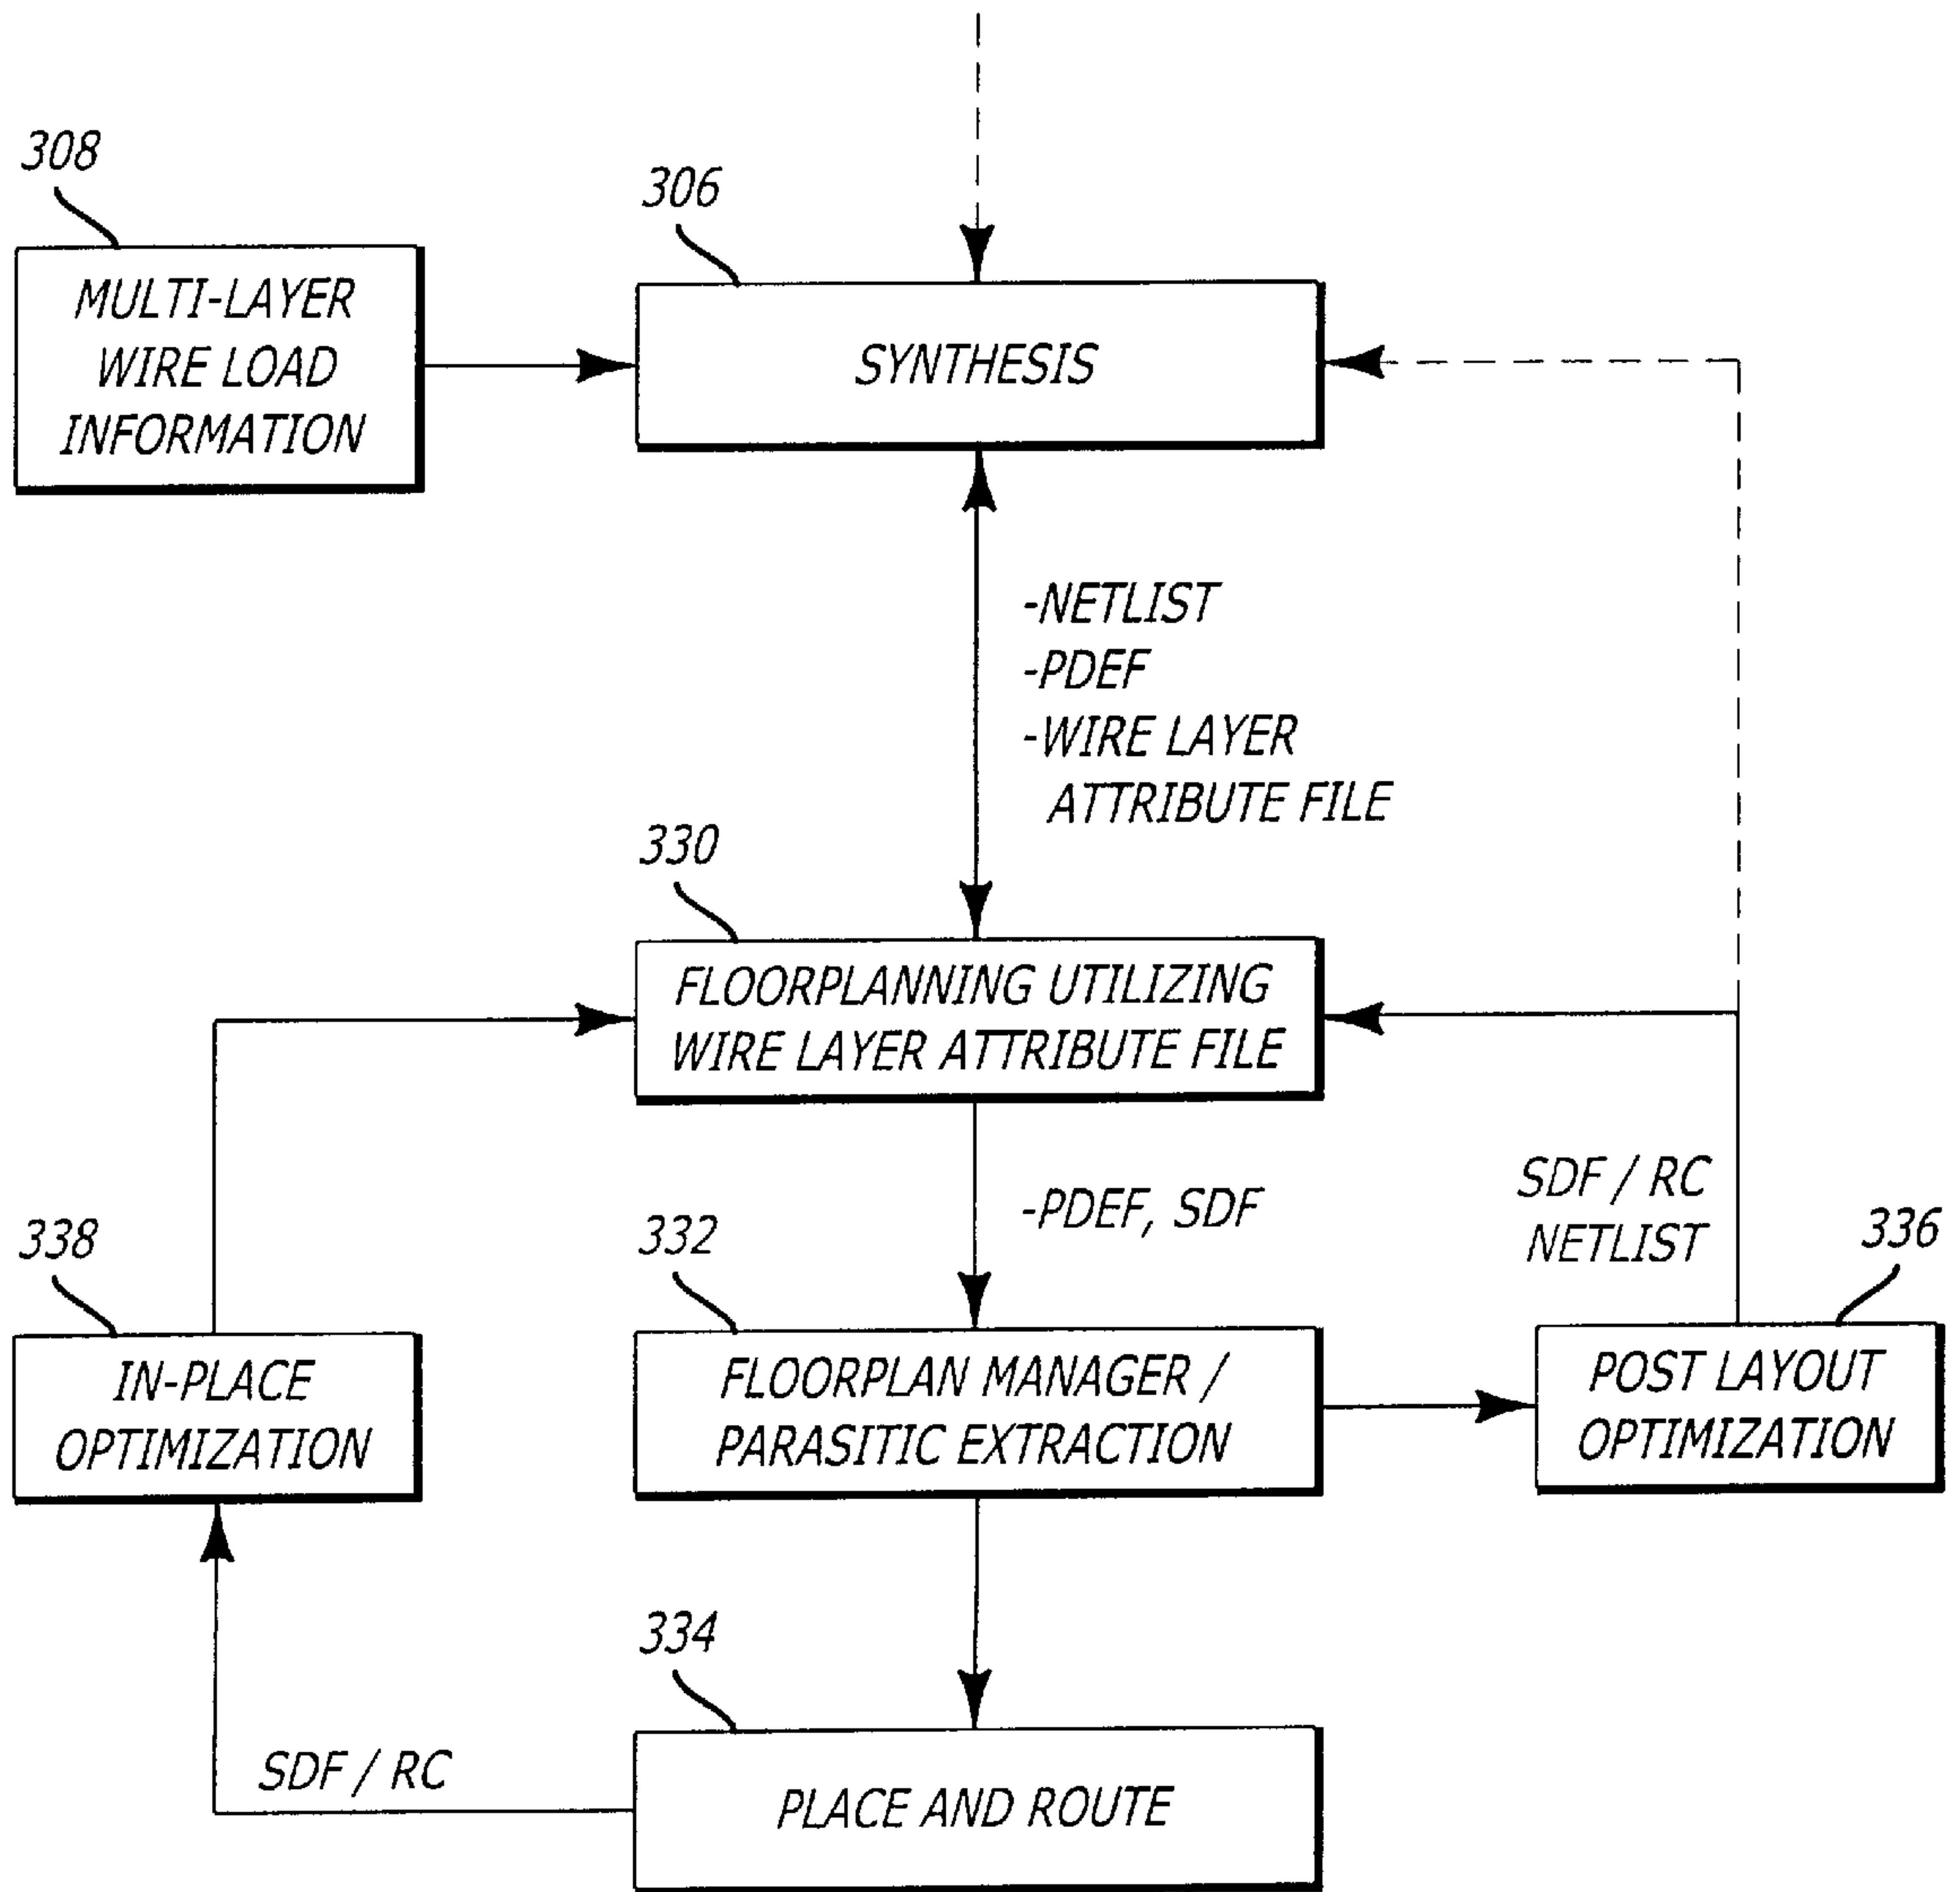 308
MULTI-LAYER
WIRE LOAD
INFORMATION
306
SYNTHESIS
-NETLIST
-PDEF
-WIRE LAYER
ATTRIBUTE FILE
330
FLOORPLANNING UTILIZING
WIRE LAYER ATTRIBUTE FILE
-PDEF, SDF
SDF / RC
NETLIST
338
IN-PLACE
OPTIMIZATION
332
FLOORPLAN MANAGER /
PARASITIC EXTRACTION
336
POST LAYOUT
OPTIMIZATION
334
PLACE AND ROUTE
SDF / RC